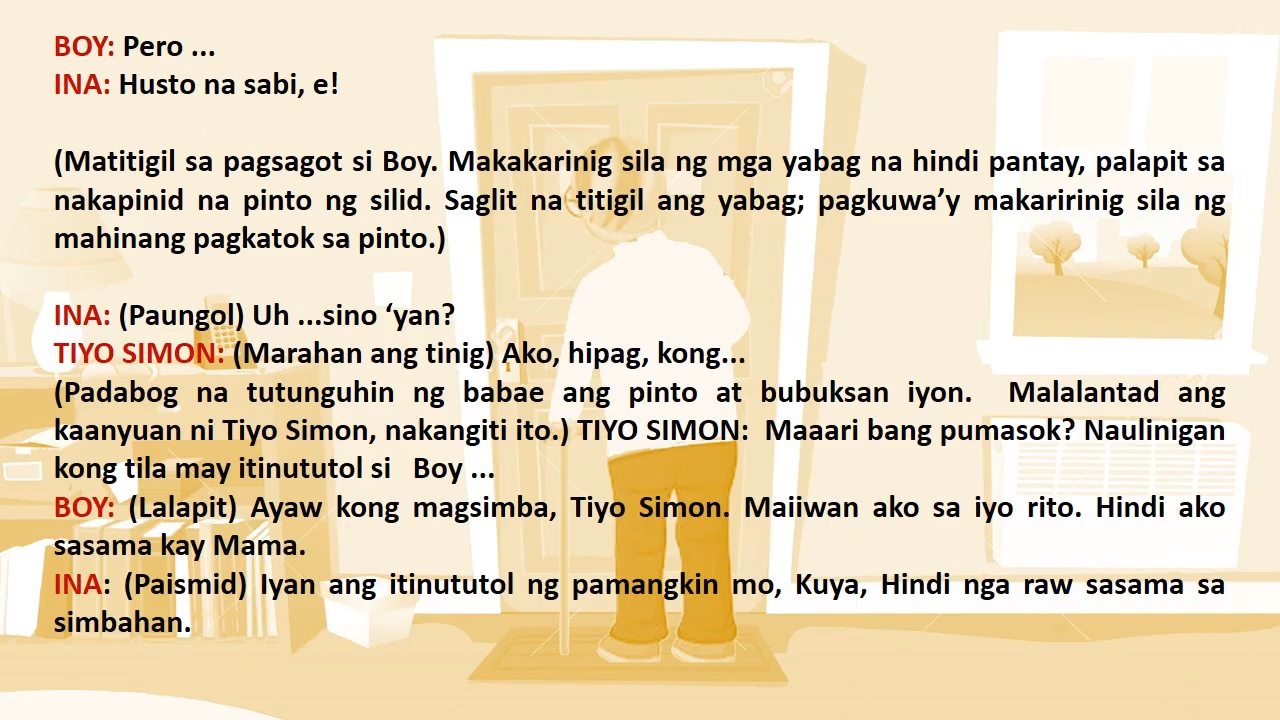 BOY: Pero ...
INA: Husto na sabi, e!
(Matitigil sa pagsagot si Boy. Makakarinig sila ng mga yabag na hindi pantay, palapit sa
nakapinid na pinto ng silid. Saglit na titigil ang yabag; pagkuwa’y makaririnig sila ng
mahinang pagkatok sa pinto.)
INA: (Paungol) Uh ...sino ‘yan?
TIYO SIMON: (Marahan ang tinig) Ako, hipag, kong...
(Padabog na tutunguhin ng babae ang pinto at bubuksan iyon.  Malalantad ang
kaanyuan ni Tiyo Simon, nakangiti ito.) TIYO SIMON:  Maaari bang pumasok? Naulinigan
kong tila may itinututol si   Boy ...
BOY: (Lalapit) Ayaw kong magsimba, Tiyo Simon. Maiiwan ako sa iyo rito. Hindi ako
sasama kay Mama.
INA: (Paismid) Iyan ang itinututol ng pamangkin mo, Kuya, Hindi nga raw sasama sa
simbahan.